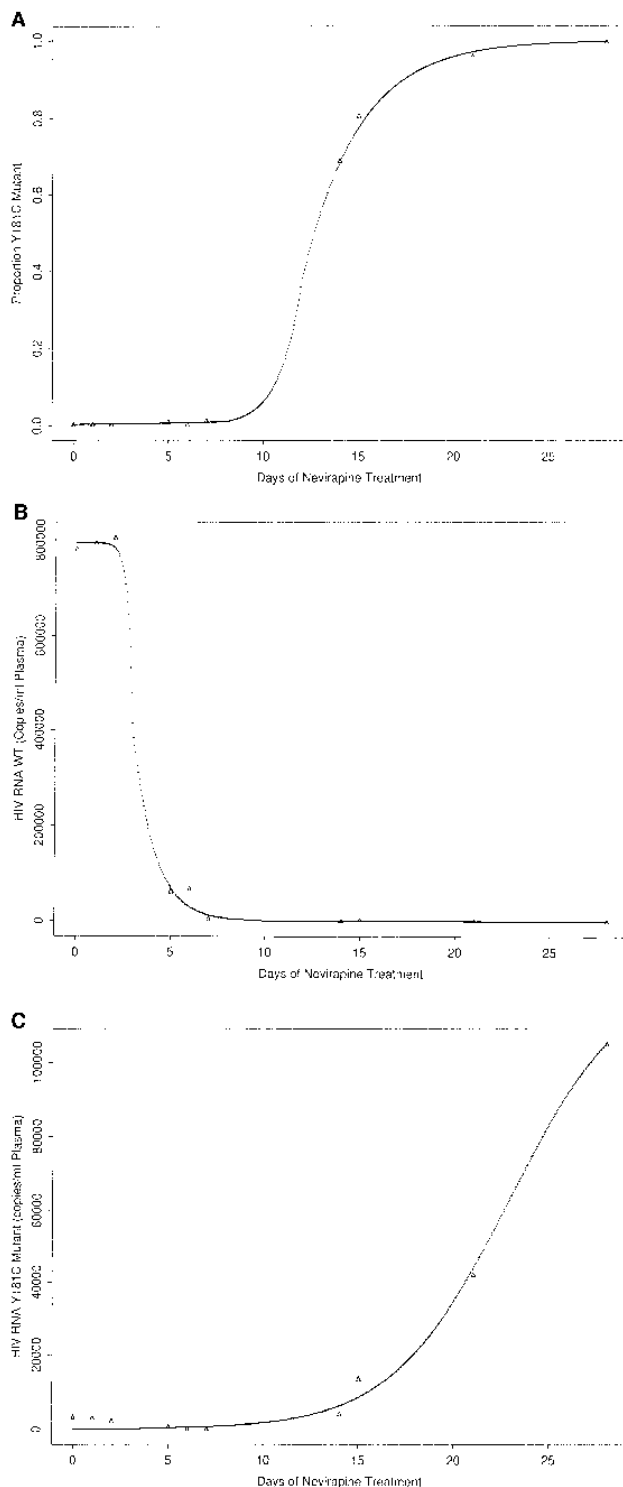 A
Proportion Y181C Mutant
0.0 0.2 0.4 0.6 0.8 1.0
0 5 10 15 20 25
Days of Nevirapine Treatment
B
HIV RNA WT (Copies/ml Plasma)
0 200000 400000 600000 800000
0 5 10 15 20 25
Days of Nevirapine Treatment
C
HIV RNA Y181C Mutant (copies/ml Plasma)
0 20000 40000 60000 80000 100000
0 5 10 15 20 25
Days of Nevirapine Treatment